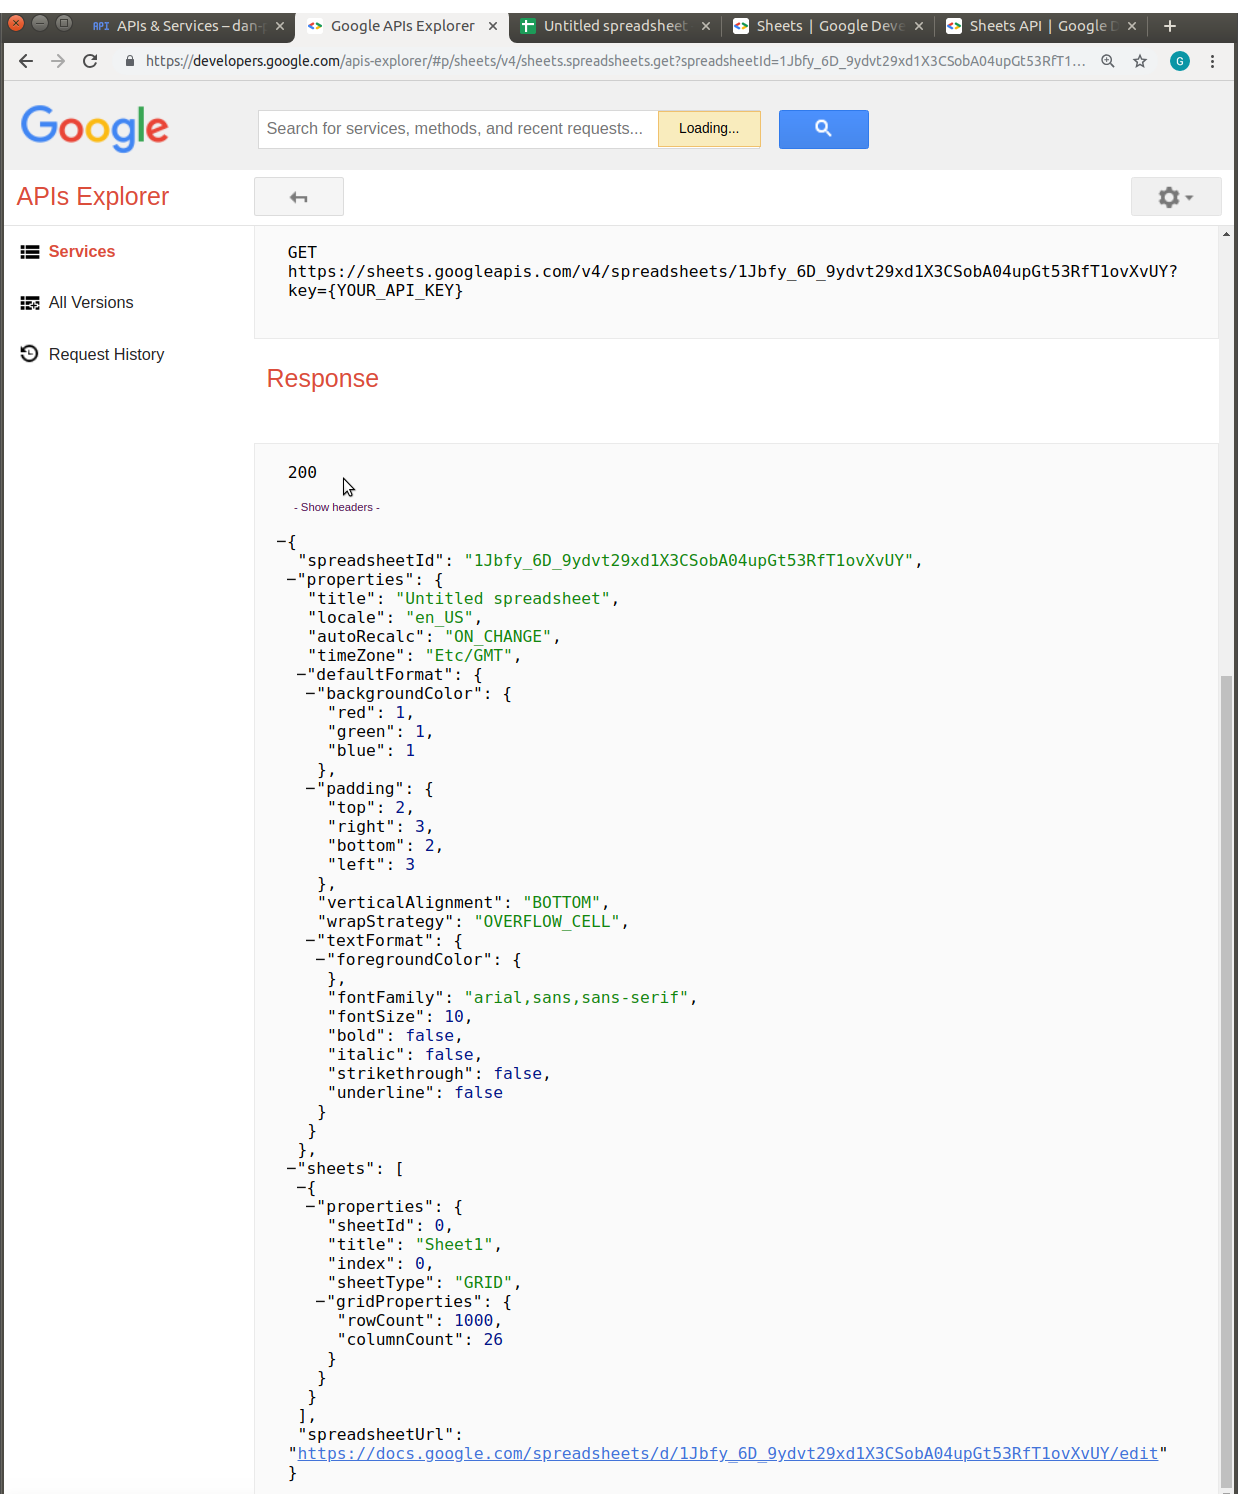 API APIs & Services – dan-
Google APIs Explorer
Untitled spreadsheet
Sheets | Google Deve
Sheets API | Google D
https://developers.google.com/apis-explorer/#p/sheets/v4/sheets.spreadsheets.get?spreadsheetId=1Jbfy_6D_9ydvt29xd1X3CSobA04upGt53RfT1...
G
Google
Search for services, methods, and recent requests...
Loading...
APIs Explorer
Services
All Versions
Request History
GET
https://sheets.googleapis.com/v4/spreadsheets/1Jbfy_6D_9ydvt29xd1X3CSobA04upGt53RfT1ovXvUY?
key={YOUR_API_KEY}
Response
200
- Show headers -
−{
"spreadsheetId": "1Jbfy_6D_9ydvt29xd1X3CSobA04upGt53RfT1ovXvUY",
−"properties": {
"title": "Untitled spreadsheet",
"locale": "en_US",
"autoRecalc": "ON_CHANGE",
"timeZone": "Etc/GMT",
−"defaultFormat": {
−"backgroundColor": {
"red": 1,
"green": 1,
"blue": 1
},
−"padding": {
"top": 2,
"right": 3,
"bottom": 2,
"left": 3
},
"verticalAlignment": "BOTTOM",
"wrapStrategy": "OVERFLOW_CELL",
−"textFormat": {
−"foregroundColor": {
},
"fontFamily": "arial,sans,sans-serif",
"fontSize": 10,
"bold": false,
"italic": false,
"strikethrough": false,
"underline": false
}
}
},
−"sheets": [
−{
−"properties": {
"sheetId": 0,
"title": "Sheet1",
"index": 0,
"sheetType": "GRID",
−"gridProperties": {
"rowCount": 1000,
"columnCount": 26
}
}
}
],
"spreadsheetUrl":
"https://docs.google.com/spreadsheets/d/1Jbfy_6D_9ydvt29xd1X3CSobA04upGt53RfT1ovXvUY/edit"
}